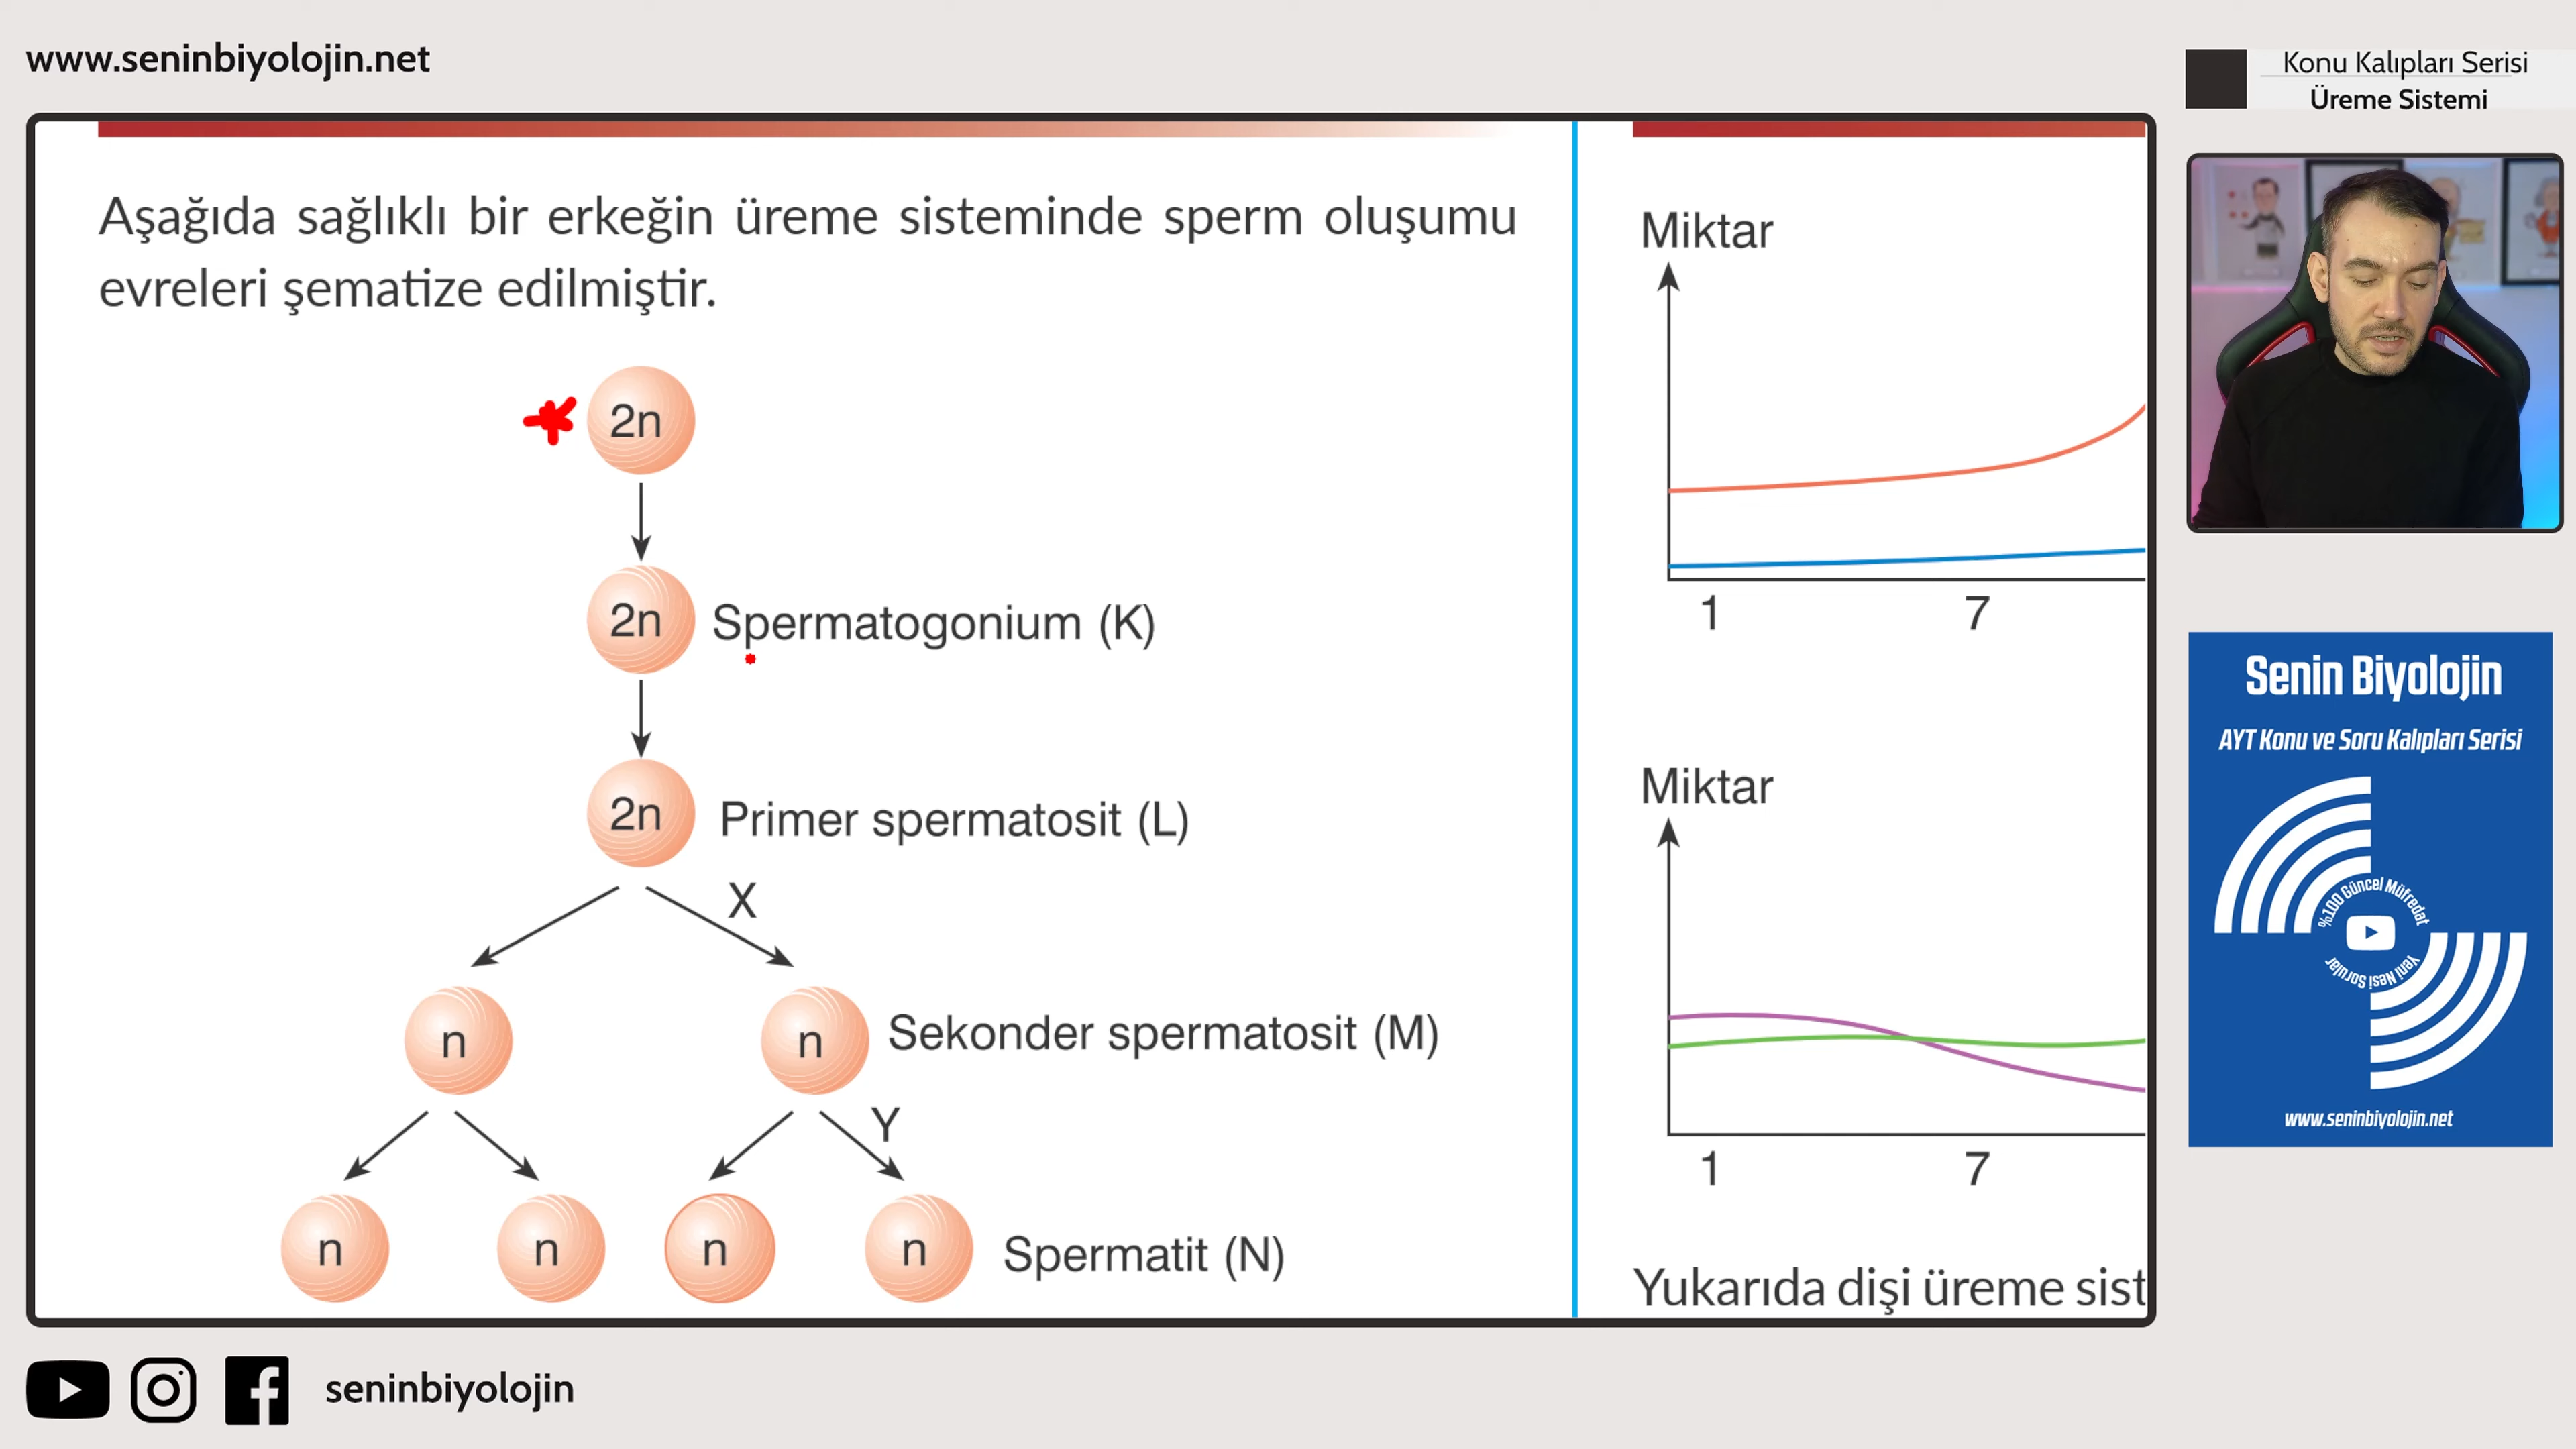 www.seninbiyolojin.net
Konu Kalıpları Serisi
Üreme Sistemi
Aşağıda sağlıklı bir erkeğin üreme sisteminde sperm oluşumu
evreleri şematize edilmiştir.
2n
2n
Spermatogonium (K)
2n
Primer spermatosit (L)
X
n
n
Sekonder spermatosit (M)
Y
n
n
n
n
Spermatit (N)
Miktar
1
7
Miktar
1
7
Yukarıda dişi üreme sist
Senin Biyolojin
AYT Konu ve Soru Kalıpları Serisi
%100 Güncel Müfredat
Yeni Nesil Sorular
www.seninbiyolojin.net
seninbiyolojin